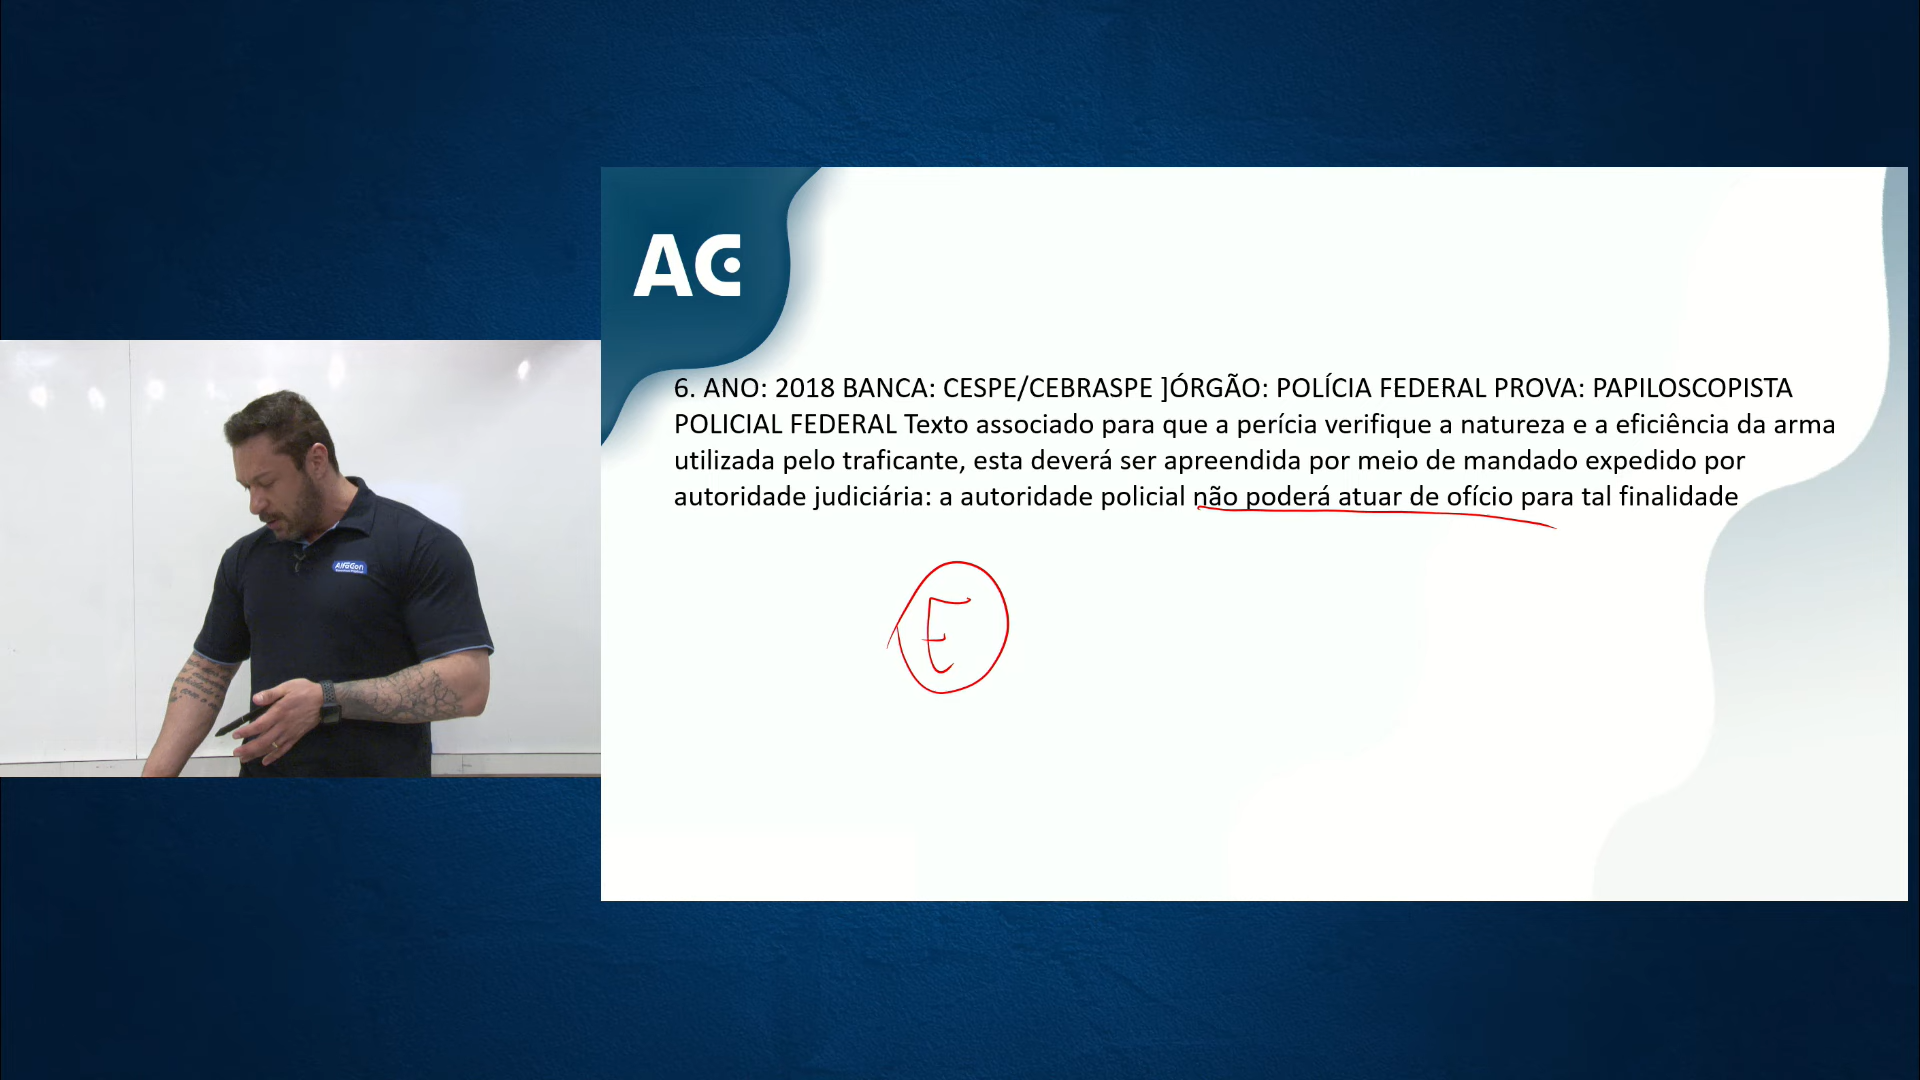 AC
6. ANO: 2018 BANCA: CESPE/CEBRASPE ]ÓRGÃO: POLÍCIA FEDERAL PROVA: PAPILOSCOPISTA
POLICIAL FEDERAL Texto associado para que a perícia verifique a natureza e a eficiência da arma
utilizada pelo traficante, esta deverá ser apreendida por meio de mandado expedido por
autoridade judiciária: a autoridade policial não poderá atuar de ofício para tal finalidade
AlfaCon
E